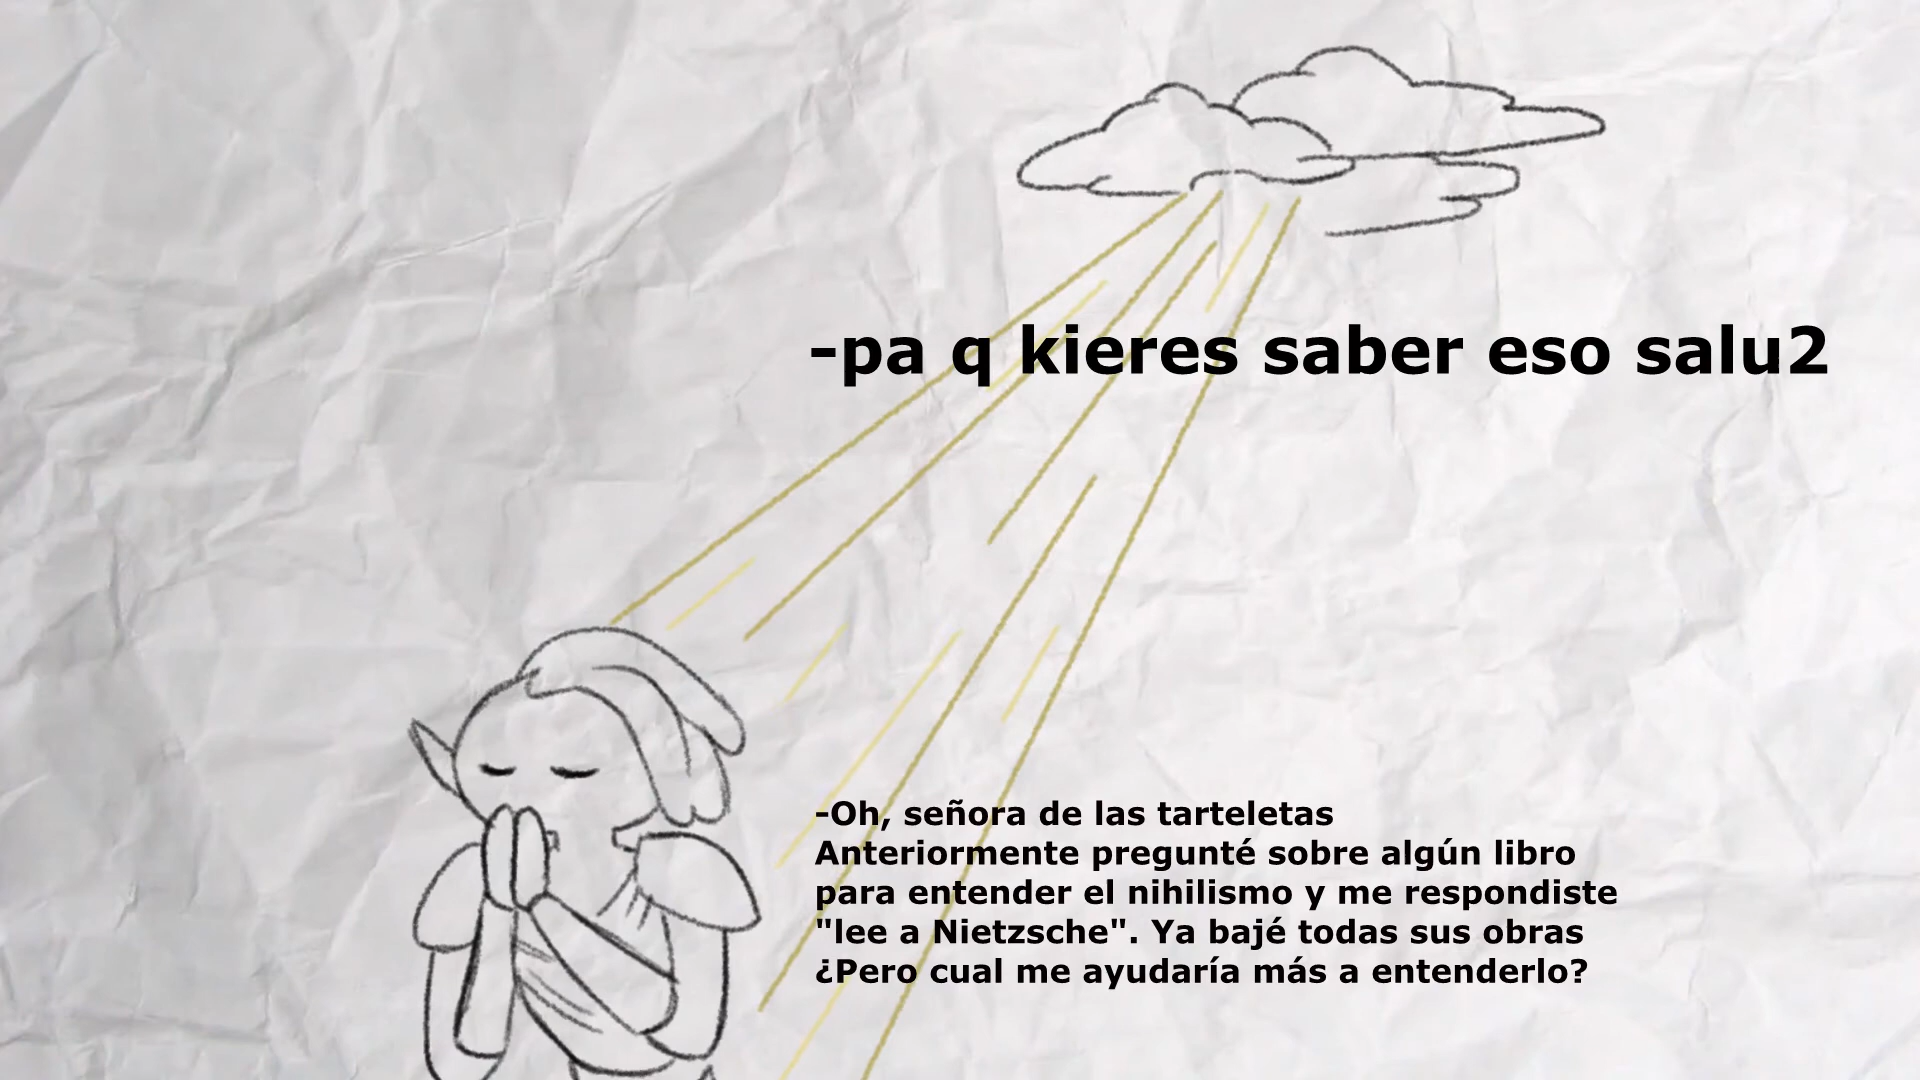 -pa q kieres saber eso salu2
-Oh, señora de las tarteletas
Anteriormente pregunté sobre algún libro
para entender el nihilismo y me respondiste
"lee a Nietzsche". Ya bajé todas sus obras
¿Pero cual me ayudaría más a entenderlo?